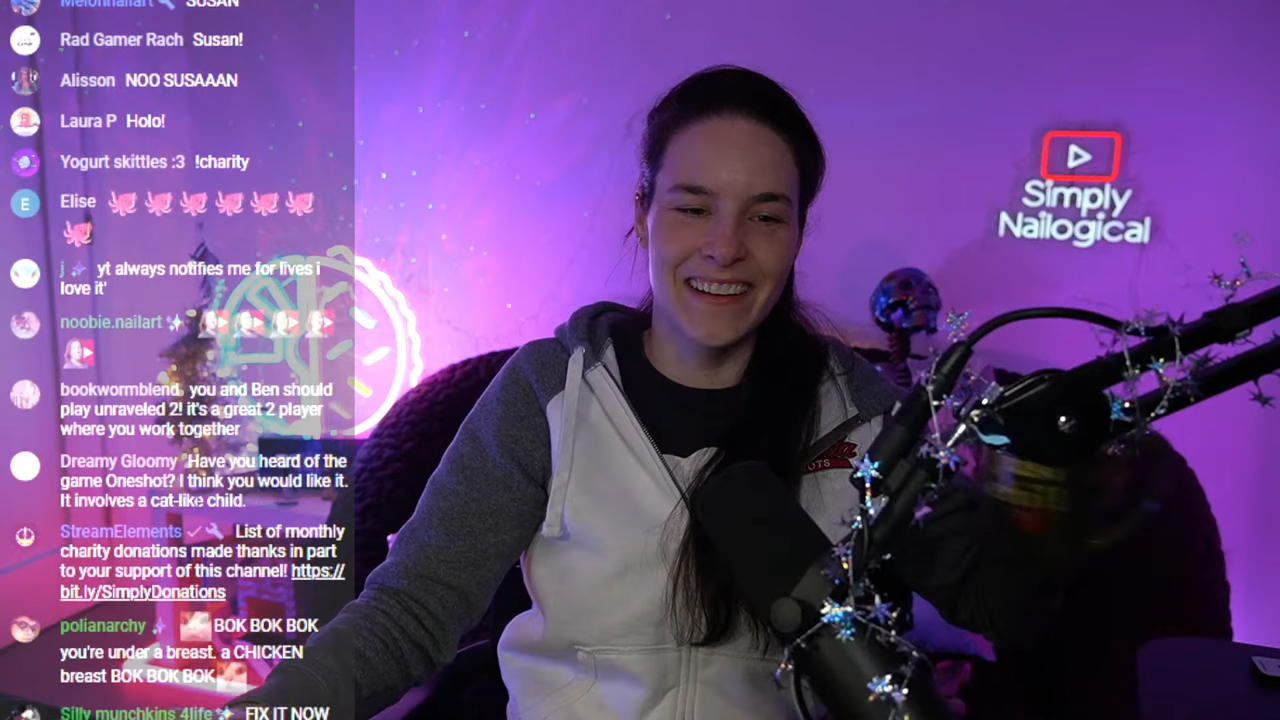 Melonnailart SUSAN
Rad Gamer Rach Susan!
Alisson NOO SUSAAAN
Laura P Holo!
Yogurt skittles :3 !charity
E Elise
j yt always notifies me for lives i
love it'
noobie.nailart
bookwormblend you and Ben should
play unraveled 2! it's a great 2 player
where you work together
Dreamy Gloomy Have you heard of the
game Oneshot? I think you would like it.
It involves a cat-like child.
StreamElements List of monthly
charity donations made thanks in part
to your support of this channel! https://
bit.ly/SimplyDonations
polianarchy BOK BOK BOK
you're under a breast. a CHICKEN
breast BOK BOK BOK
Silly munchkins 4life FIX IT NOW
Simply
Nailogical
OTS